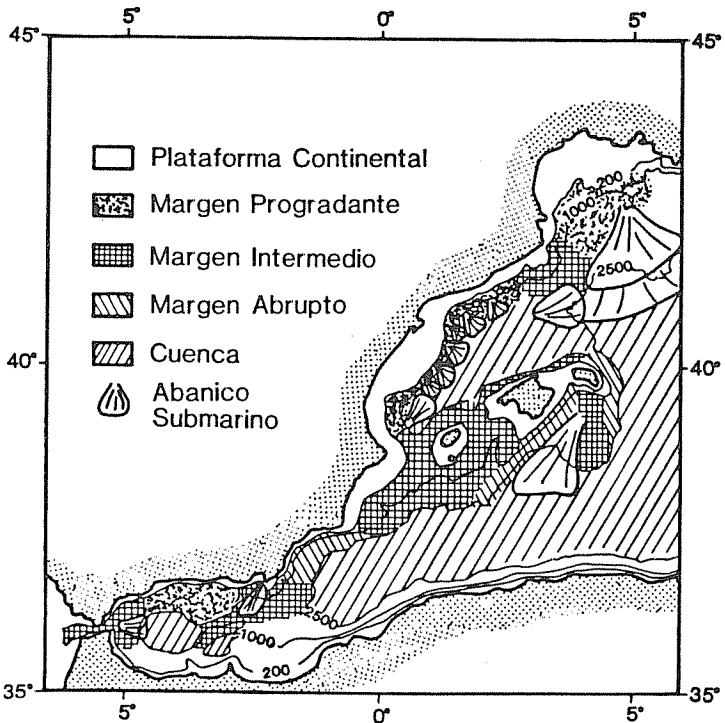 5° 0° 5°
45° 45°
Plataforma Continental
Margen Progradante
Margen Intermedio
Margen Abrupto
Cuenca
Abanico
Submarino
200
1000
2500
40° 40°
500
1000
200
35° 35°
5° 0° 5°